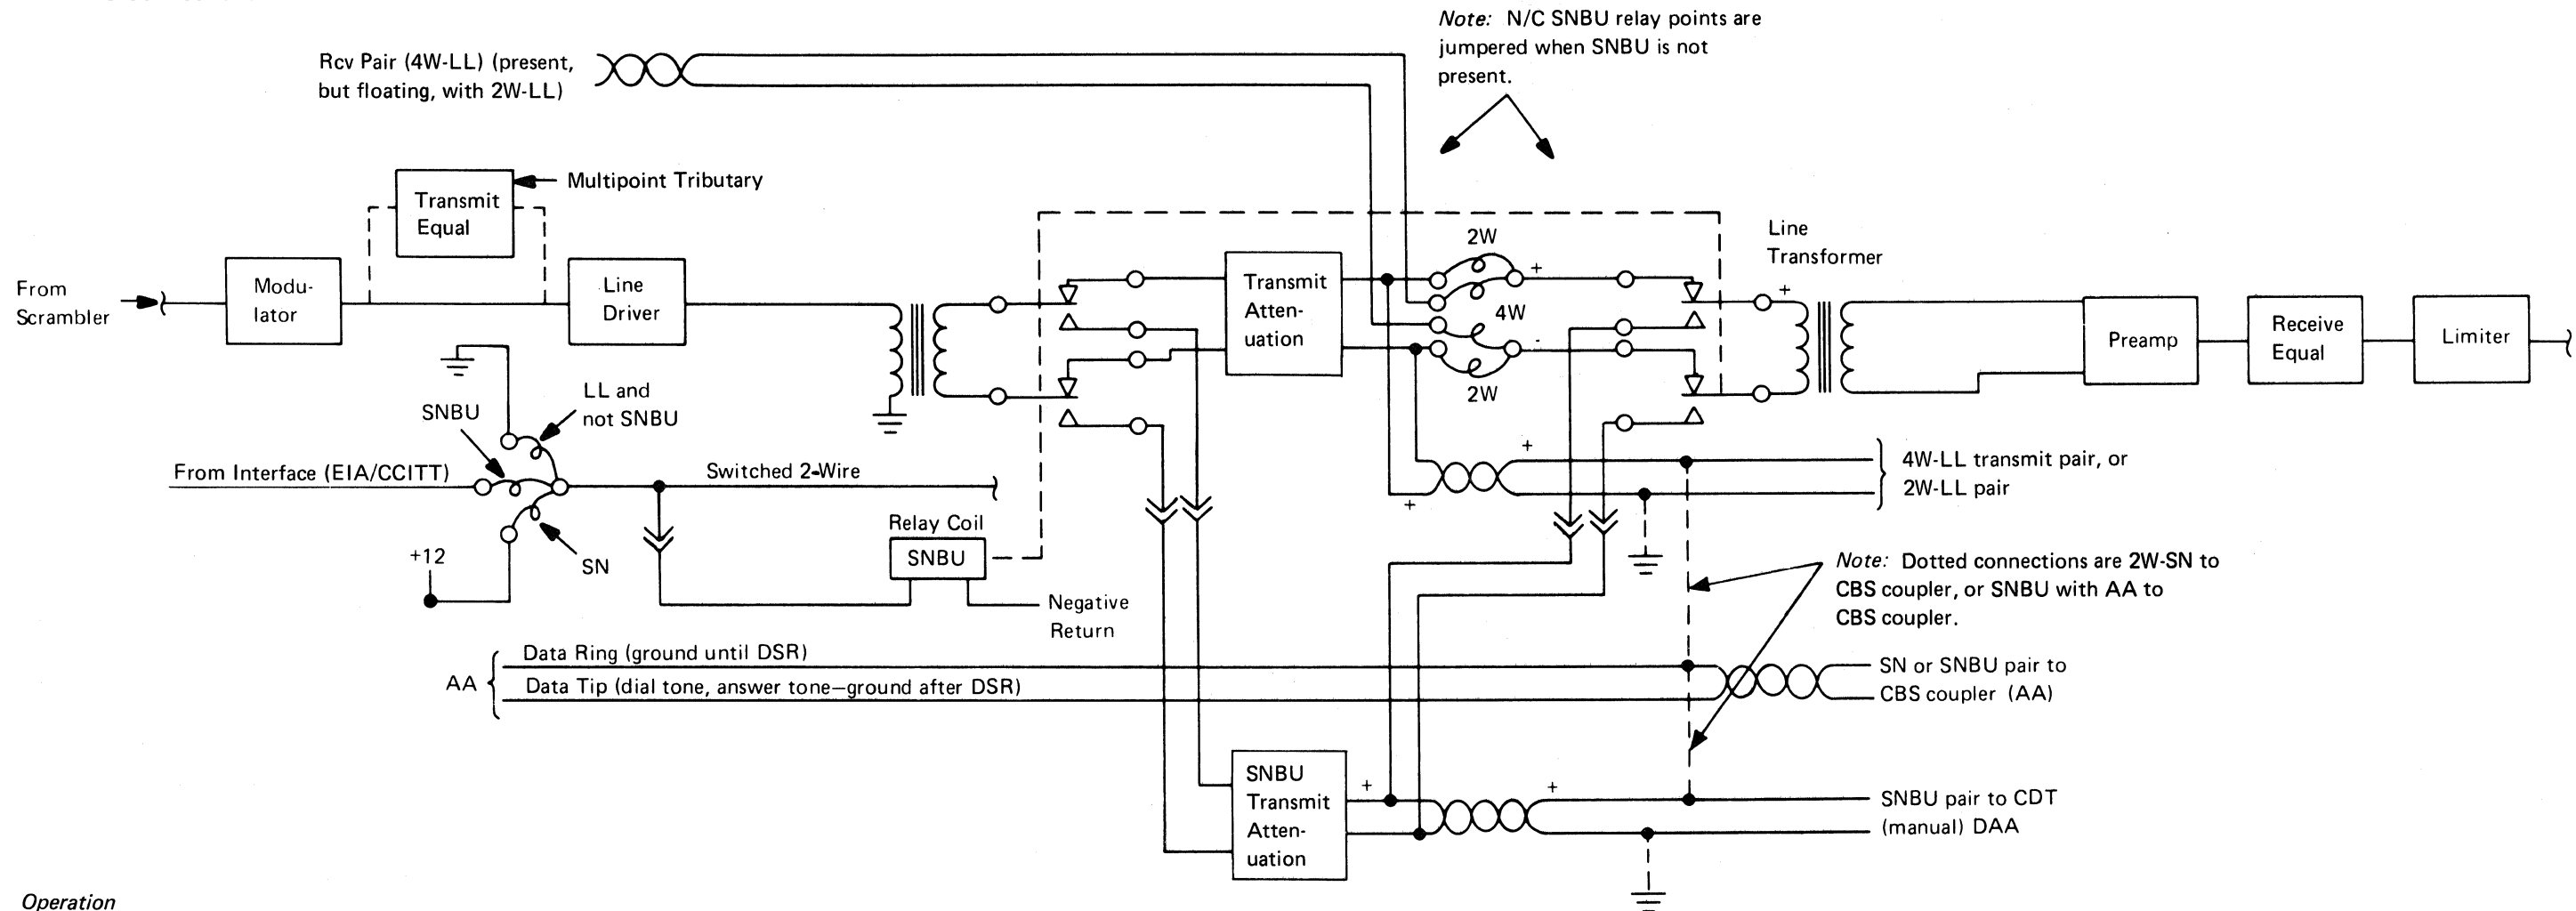 Note: N/C SNBU relay points are
jumpered when SNBU is not
present.
Rcv Pair (4W-LL) (present,
but floating, with 2W-LL)
Transmit
Equal
Multipoint Tributary
From
Scrambler
Modu-
lator
Line
Driver
Transmit
Atten-
uation
2W
+
4W
-
2W
Line
Transformer
+
Preamp
Receive
Equal
Limiter
SNBU
LL and
not SNBU
From Interface (EIA/CCITT)
Switched 2-Wire
SN
+12
Relay Coil
SNBU
Negative
Return
+
+
4W-LL transmit pair, or
2W-LL pair
Note: Dotted connections are 2W-SN to
CBS coupler, or SNBU with AA to
CBS coupler.
AA
Data Ring (ground until DSR)
Data Tip (dial tone, answer tone—ground after DSR)
SN or SNBU pair to
CBS coupler (AA)
SNBU
Transmit
Atten-
uation
+
+
SNBU pair to CDT
(manual) DAA
Operation